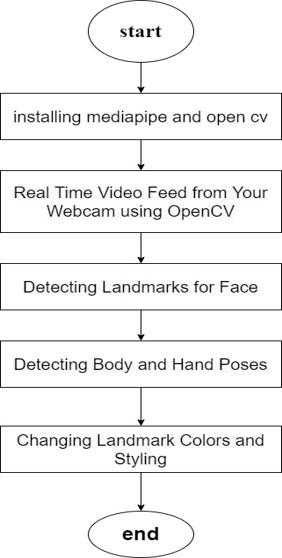 start
installing mediapipe and open cv
Real Time Video Feed from Your
Webcam using OpenCV
Detecting Landmarks for Face
Detecting Body and Hand Poses
Changing Landmark Colors and
Styling
end